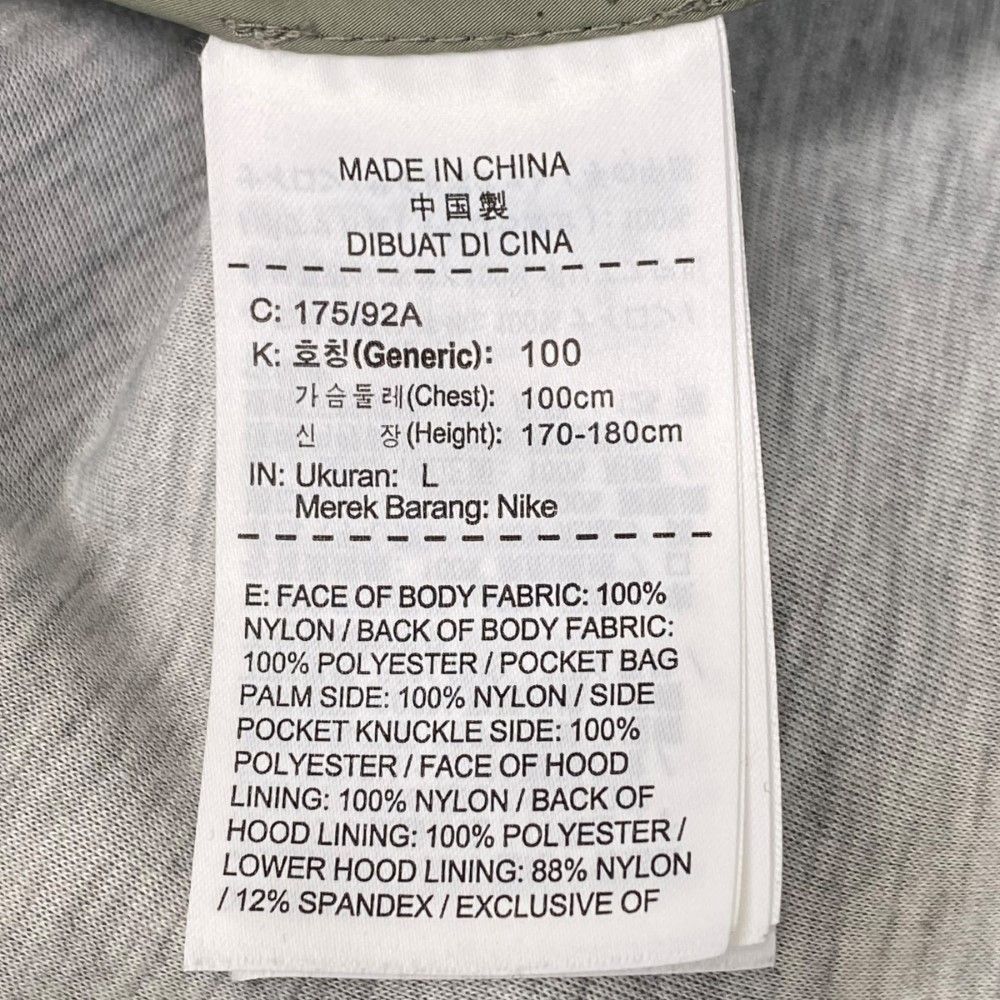 MADE IN CHINA
中国製
DIBUAT DI CINA
C: 175/92A
K: 호칭(Generic): 100
가슴둘레(Chest): 100cm
신 장(Height): 170-180cm
IN: Ukuran: L
Merek Barang: Nike
E: FACE OF BODY FABRIC: 100%
NYLON / BACK OF BODY FABRIC:
100% POLYESTER / POCKET BAG
PALM SIDE: 100% NYLON / SIDE
POCKET KNUCKLE SIDE: 100%
POLYESTER / FACE OF HOOD
LINING: 100% NYLON / BACK OF
HOOD LINING: 100% POLYESTER /
LOWER HOOD LINING: 88% NYLON
/ 12% SPANDEX / EXCLUSIVE OF